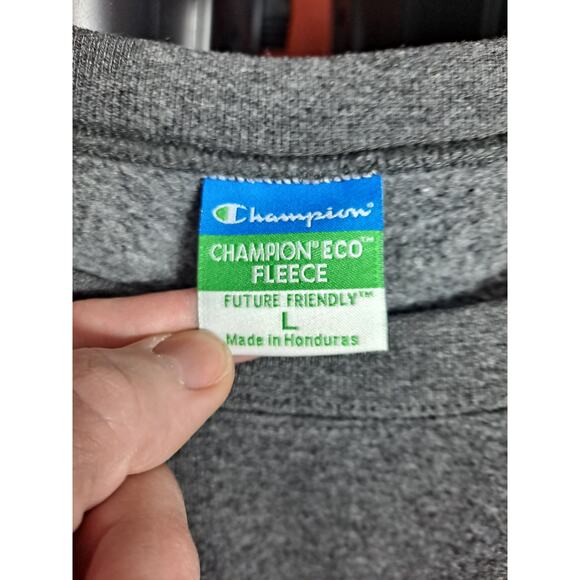 Champion®
CHAMPION® ECO™
FLEECE
FUTURE FRIENDLY™
L
Made in Honduras